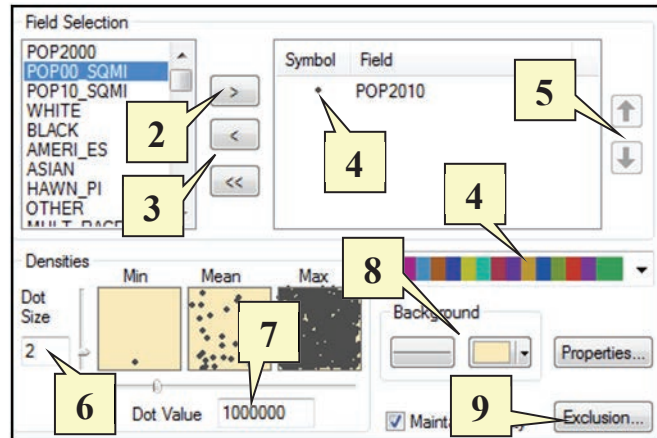 Field Selection
POP2000
POP00_SQMI
POP10_SQMI
WHITE
BLACK
AMERI_ES
ASIAN
HAWN_PI
OTHER
>
<
<<
2
3
Symbol Field
POP2010
4
5
4
Densities
Min Mean Max
Dot
Size
2
6
7
Dot Value 1000000
8
Background
Properties...
9
Exclusion...